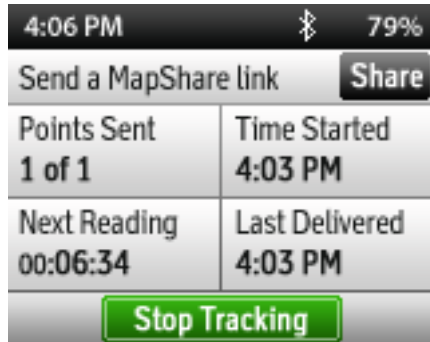 4:06 PM 79%
Send a MapShare link Share
Points Sent Time Started
1 of 1 4:03 PM
Next Reading Last Delivered
00:06:34 4:03 PM
Stop Tracking